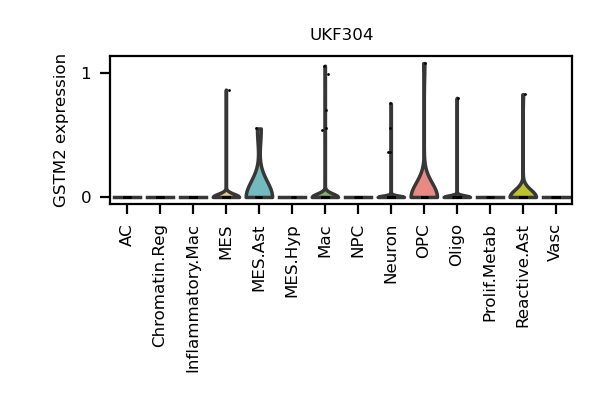 UKF304
GSTM2 expression
1
0
AC
Chromatin.Reg
Inflammatory.Mac
MES
MES.Ast
MES.Hyp
Mac
NPC
Neuron
OPC
Oligo
Prolif.Metab
Reactive.Ast
Vasc